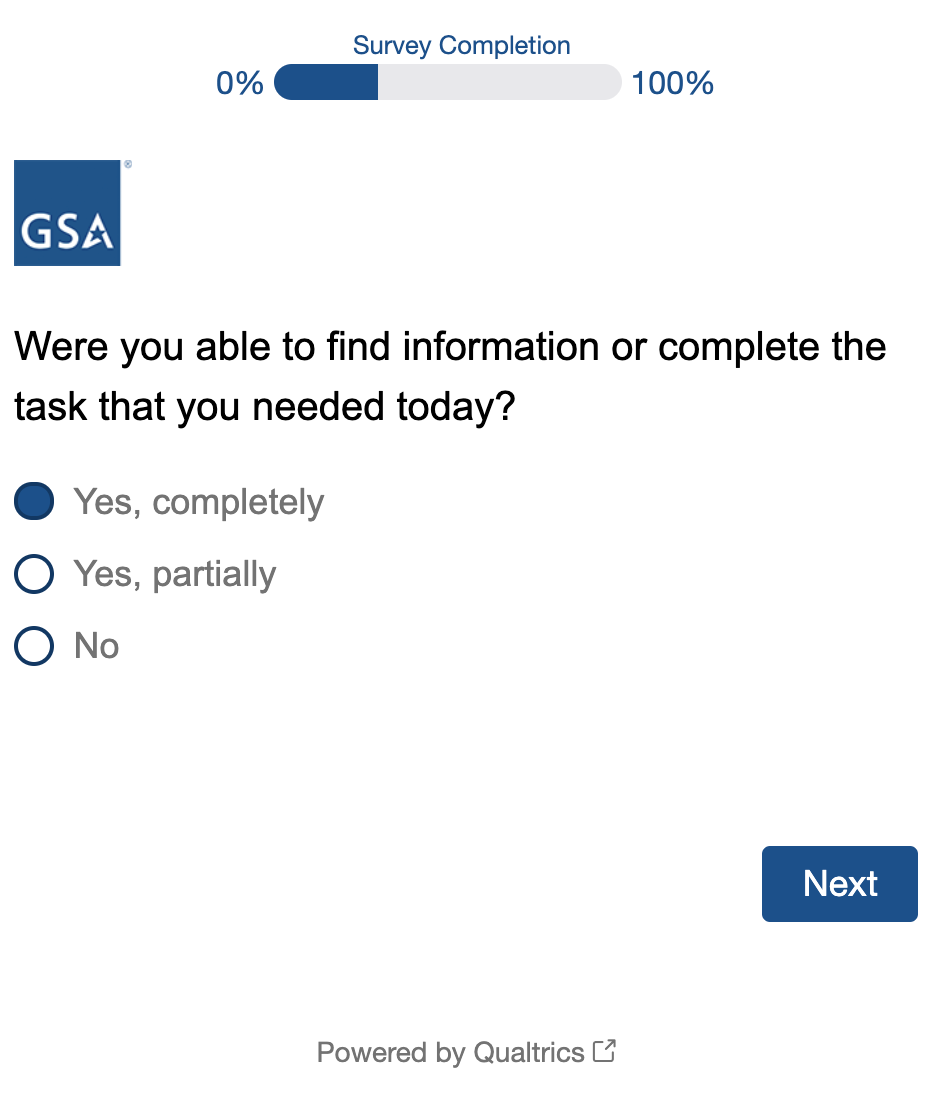 Survey Completion
0% 100%
GSA
®
Were you able to find information or complete the
task that you needed today?
Yes, completely
Yes, partially
No
Next
Powered by Qualtrics